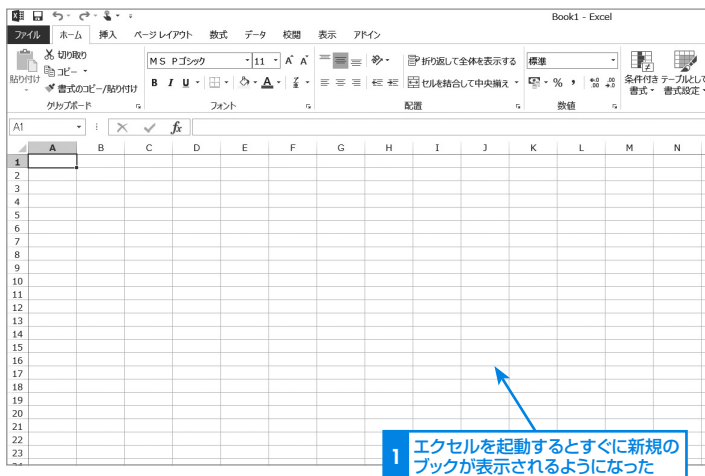 Book1 - Excel
ファイル ホーム 挿入 ページ レイアウト 数式 データ 校閲 表示 アドイン
貼り付け
切り取り
コピー
書式のコピー/貼り付け
クリップボード
MS Pゴシック 11 A A
B I U A
フォント
折り返して全体を表示する
セルを結合して中央揃え
配置
標準
% , .0 .00 .00 .0
数値
条件付き
書式
テーブルとして
書式設定
A1 fx
A B C D E F G H I J K L M N
1
2
3
4
5
6
7
8
9
10
11
12
13
14
15
16
17
18
19
20
21
22
23
1 エクセルを起動するとすぐに新規の
ブックが表示されるようになった